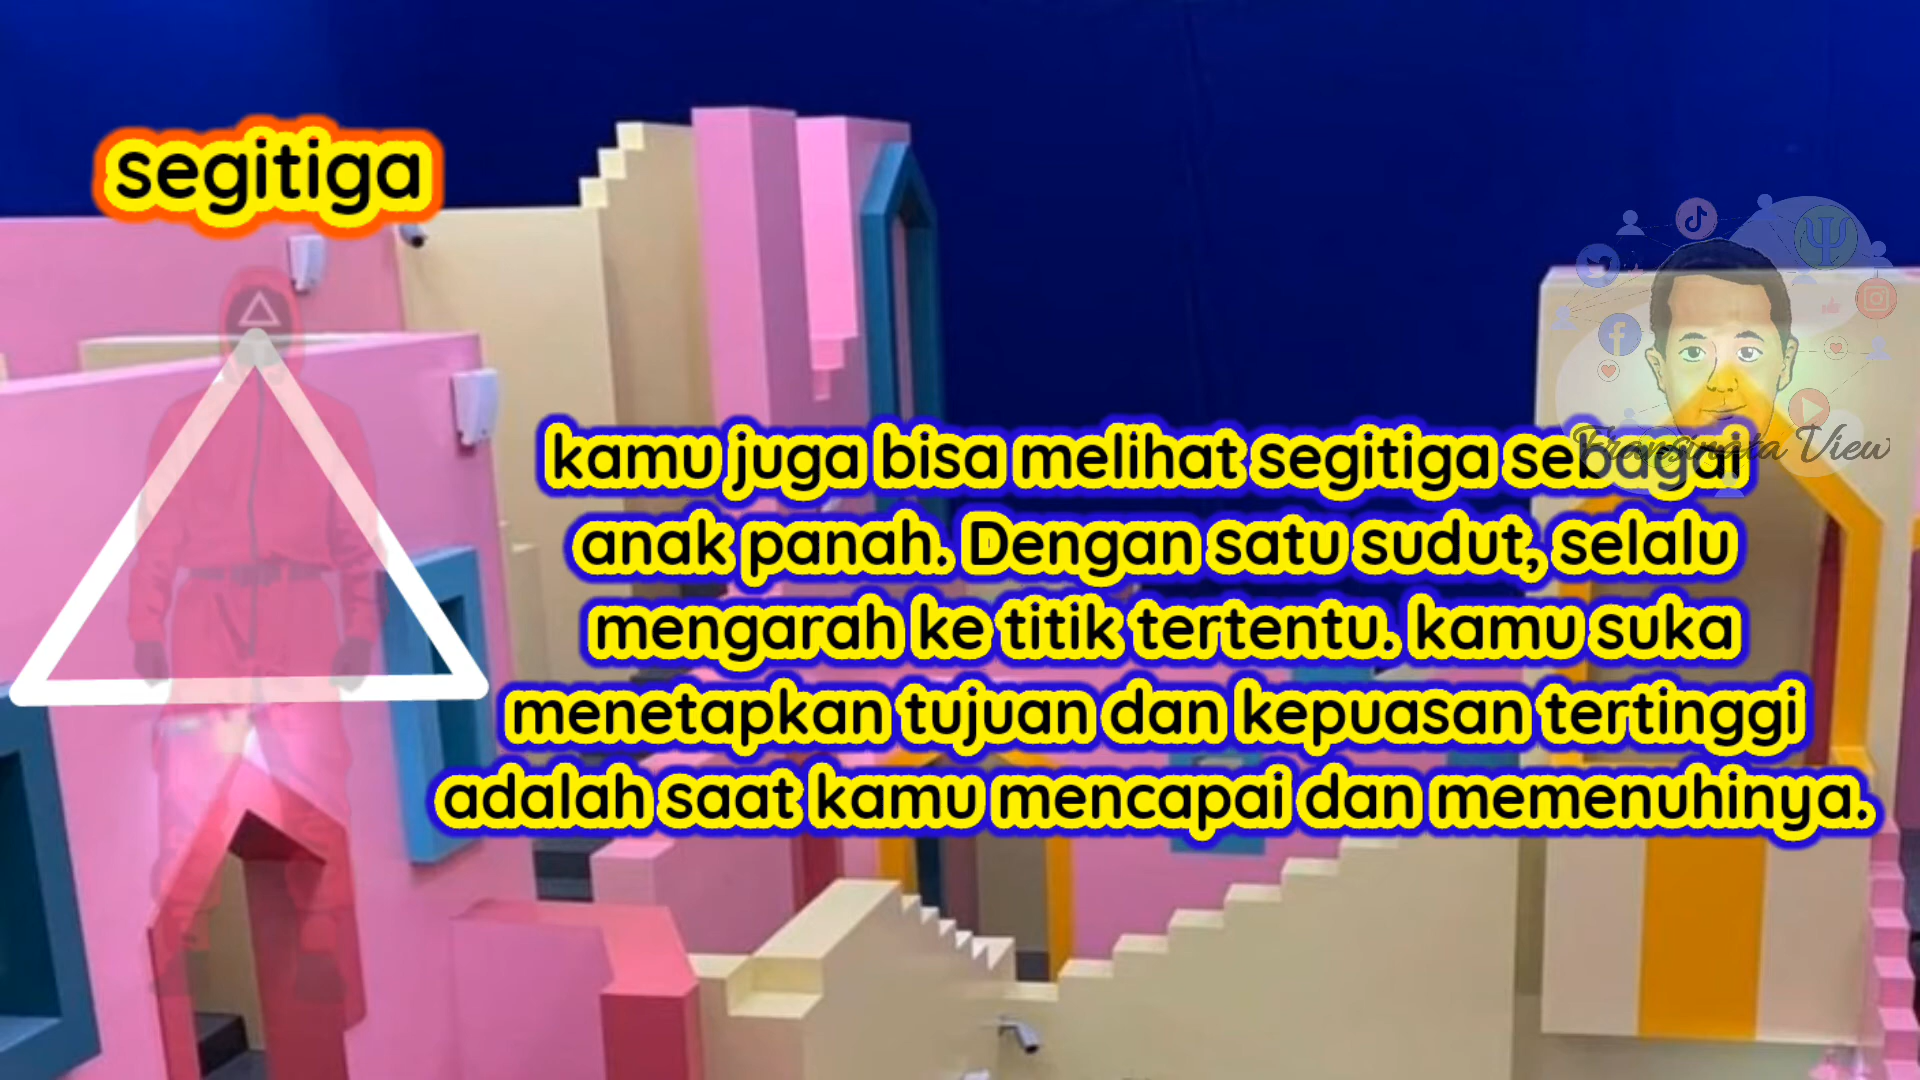 segitiga
kamu juga bisa melihat segitiga sebagai
anak panah. Dengan satu sudut, selalu
mengarah ke titik tertentu. kamu suka
menetapkan tujuan dan kepuasan tertinggi
adalah saat kamu mencapai dan memenuhinya.
Fransinata View